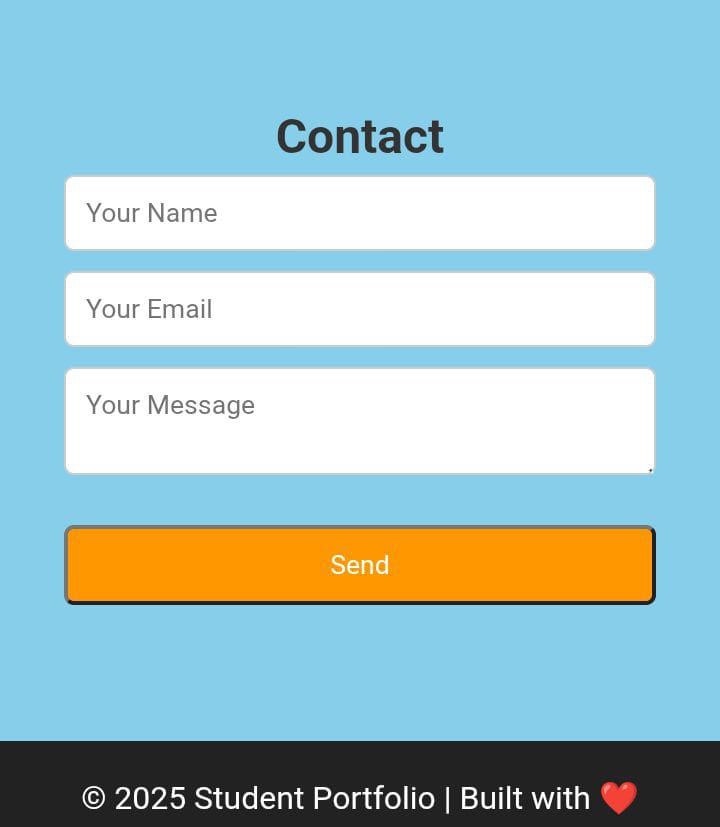 Contact
Your Name
Your Email
Your Message
Send
© 2025 Student Portfolio | Built with ❤️